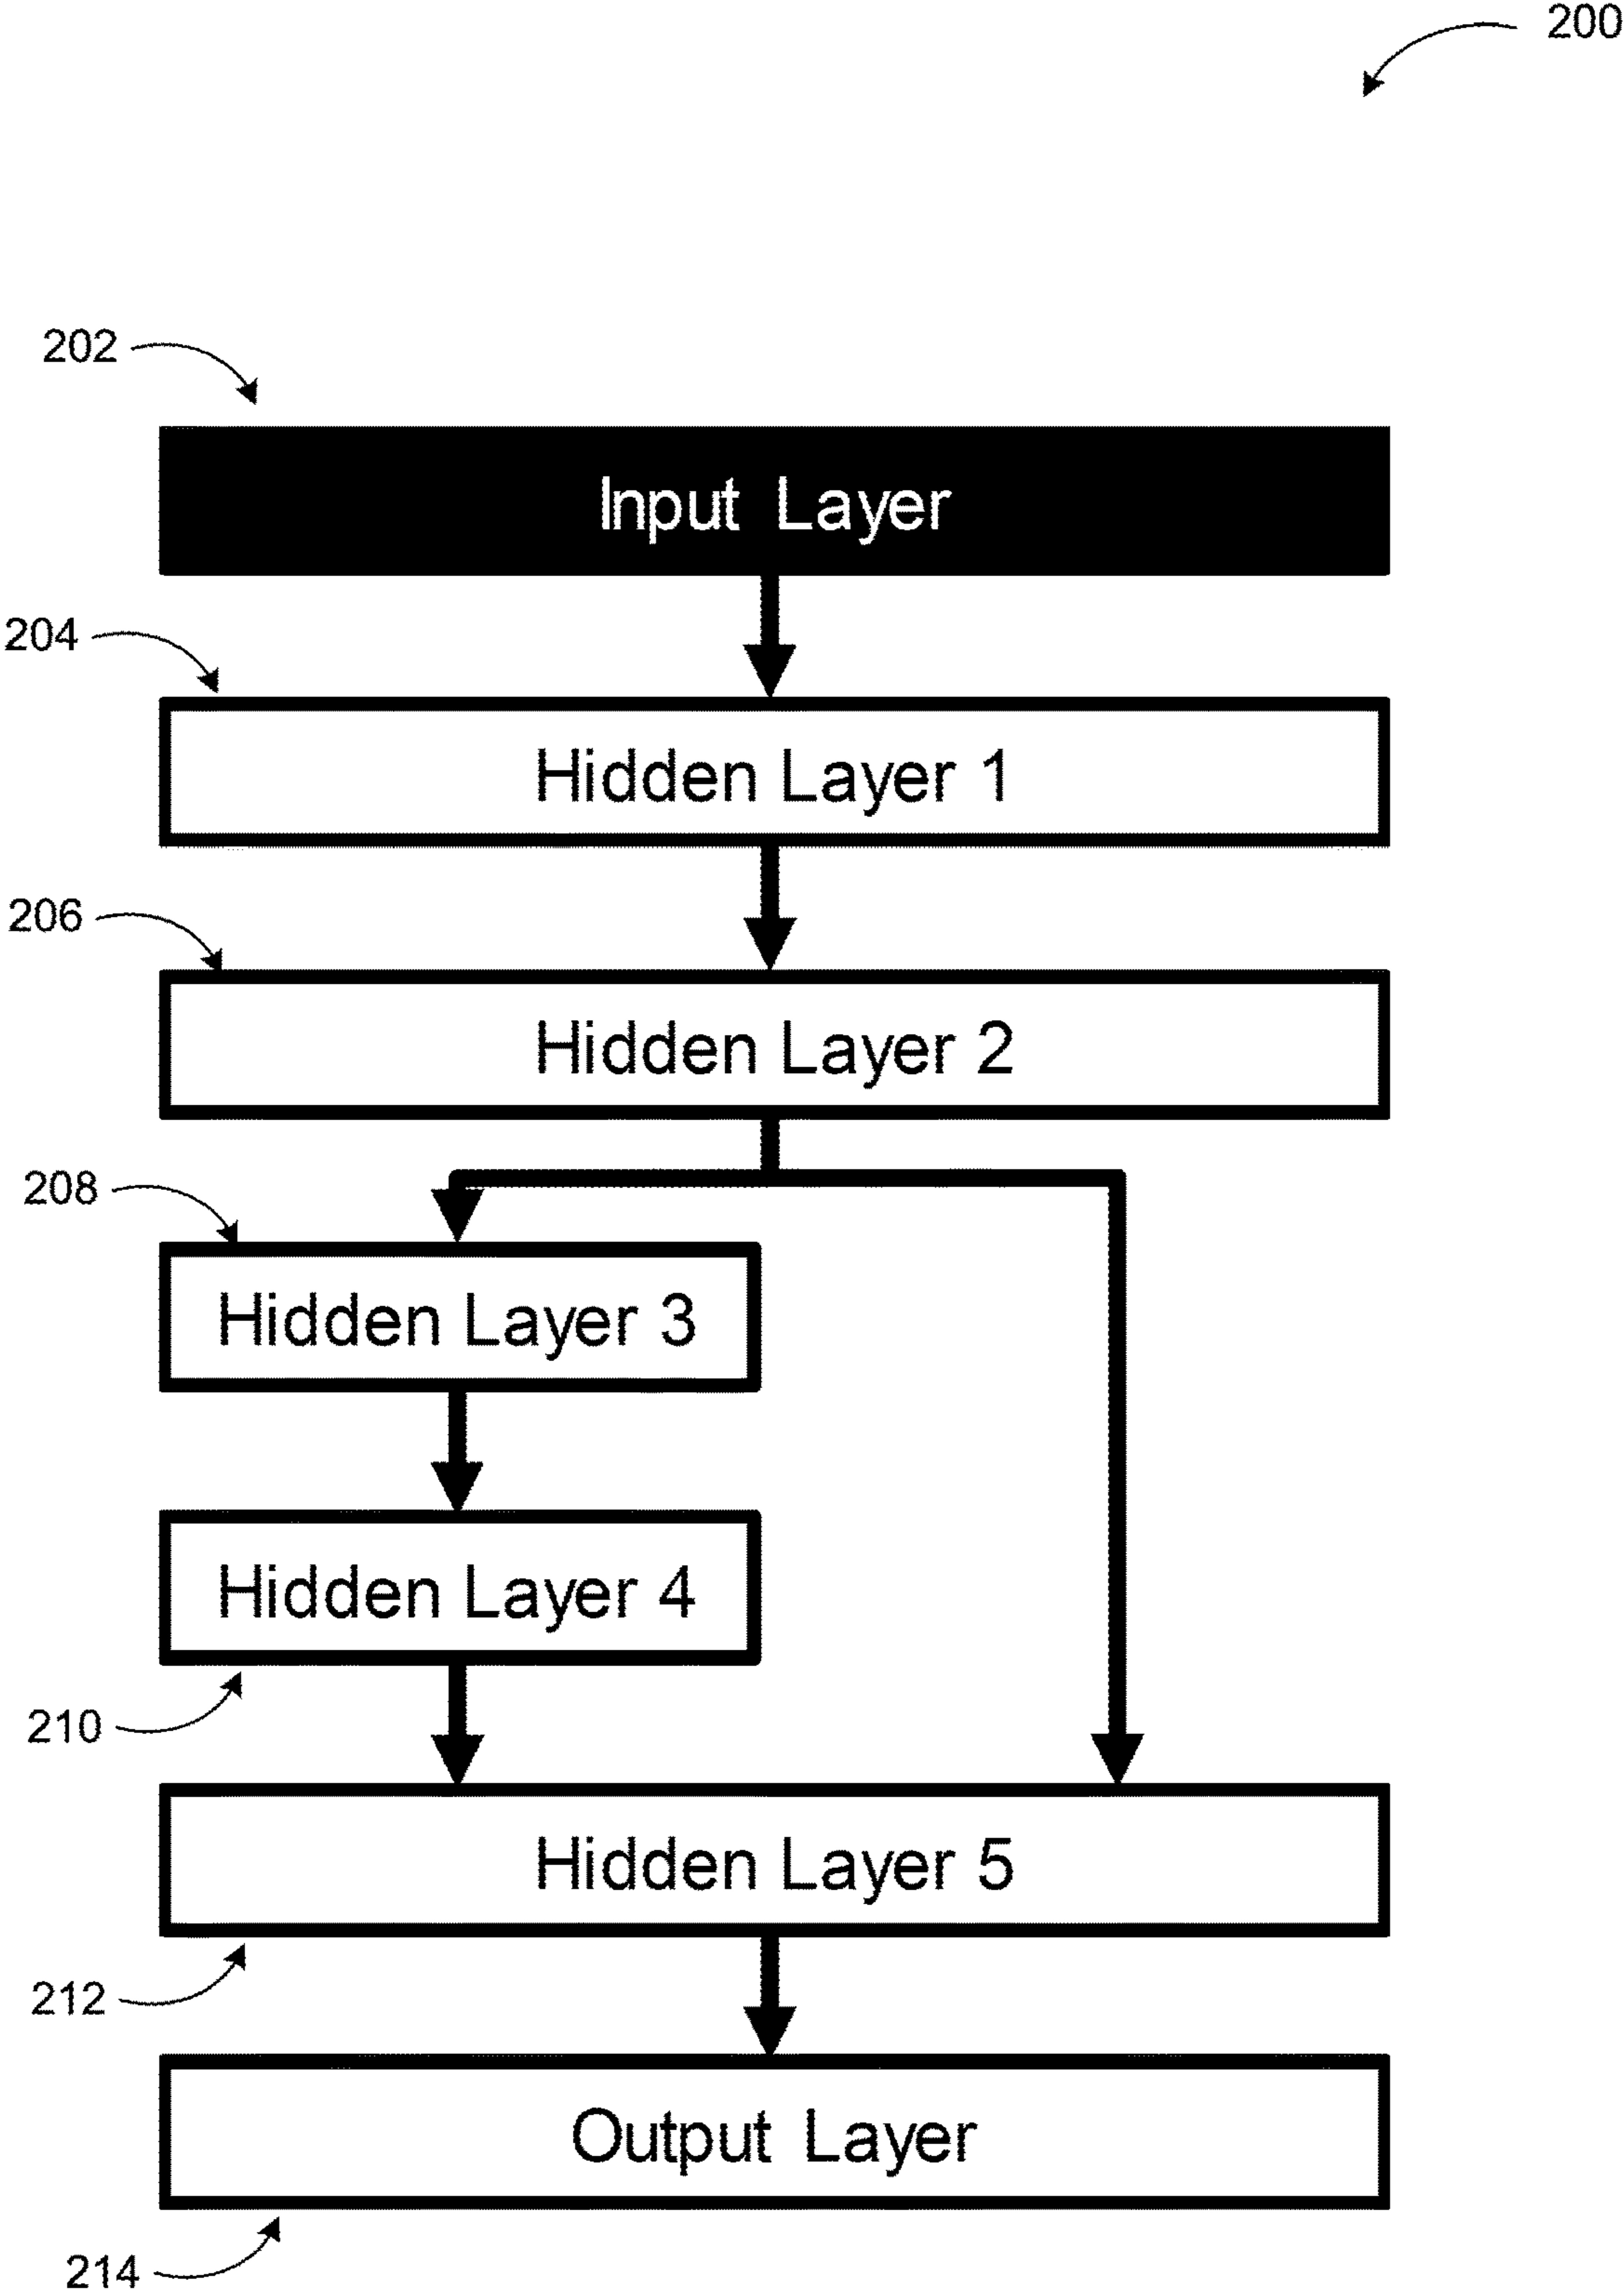 200
202
Input Layer
204
Hidden Layer 1
206
Hidden Layer 2
208
Hidden Layer 3
Hidden Layer 4
210
Hidden Layer 5
212
Output Layer
214